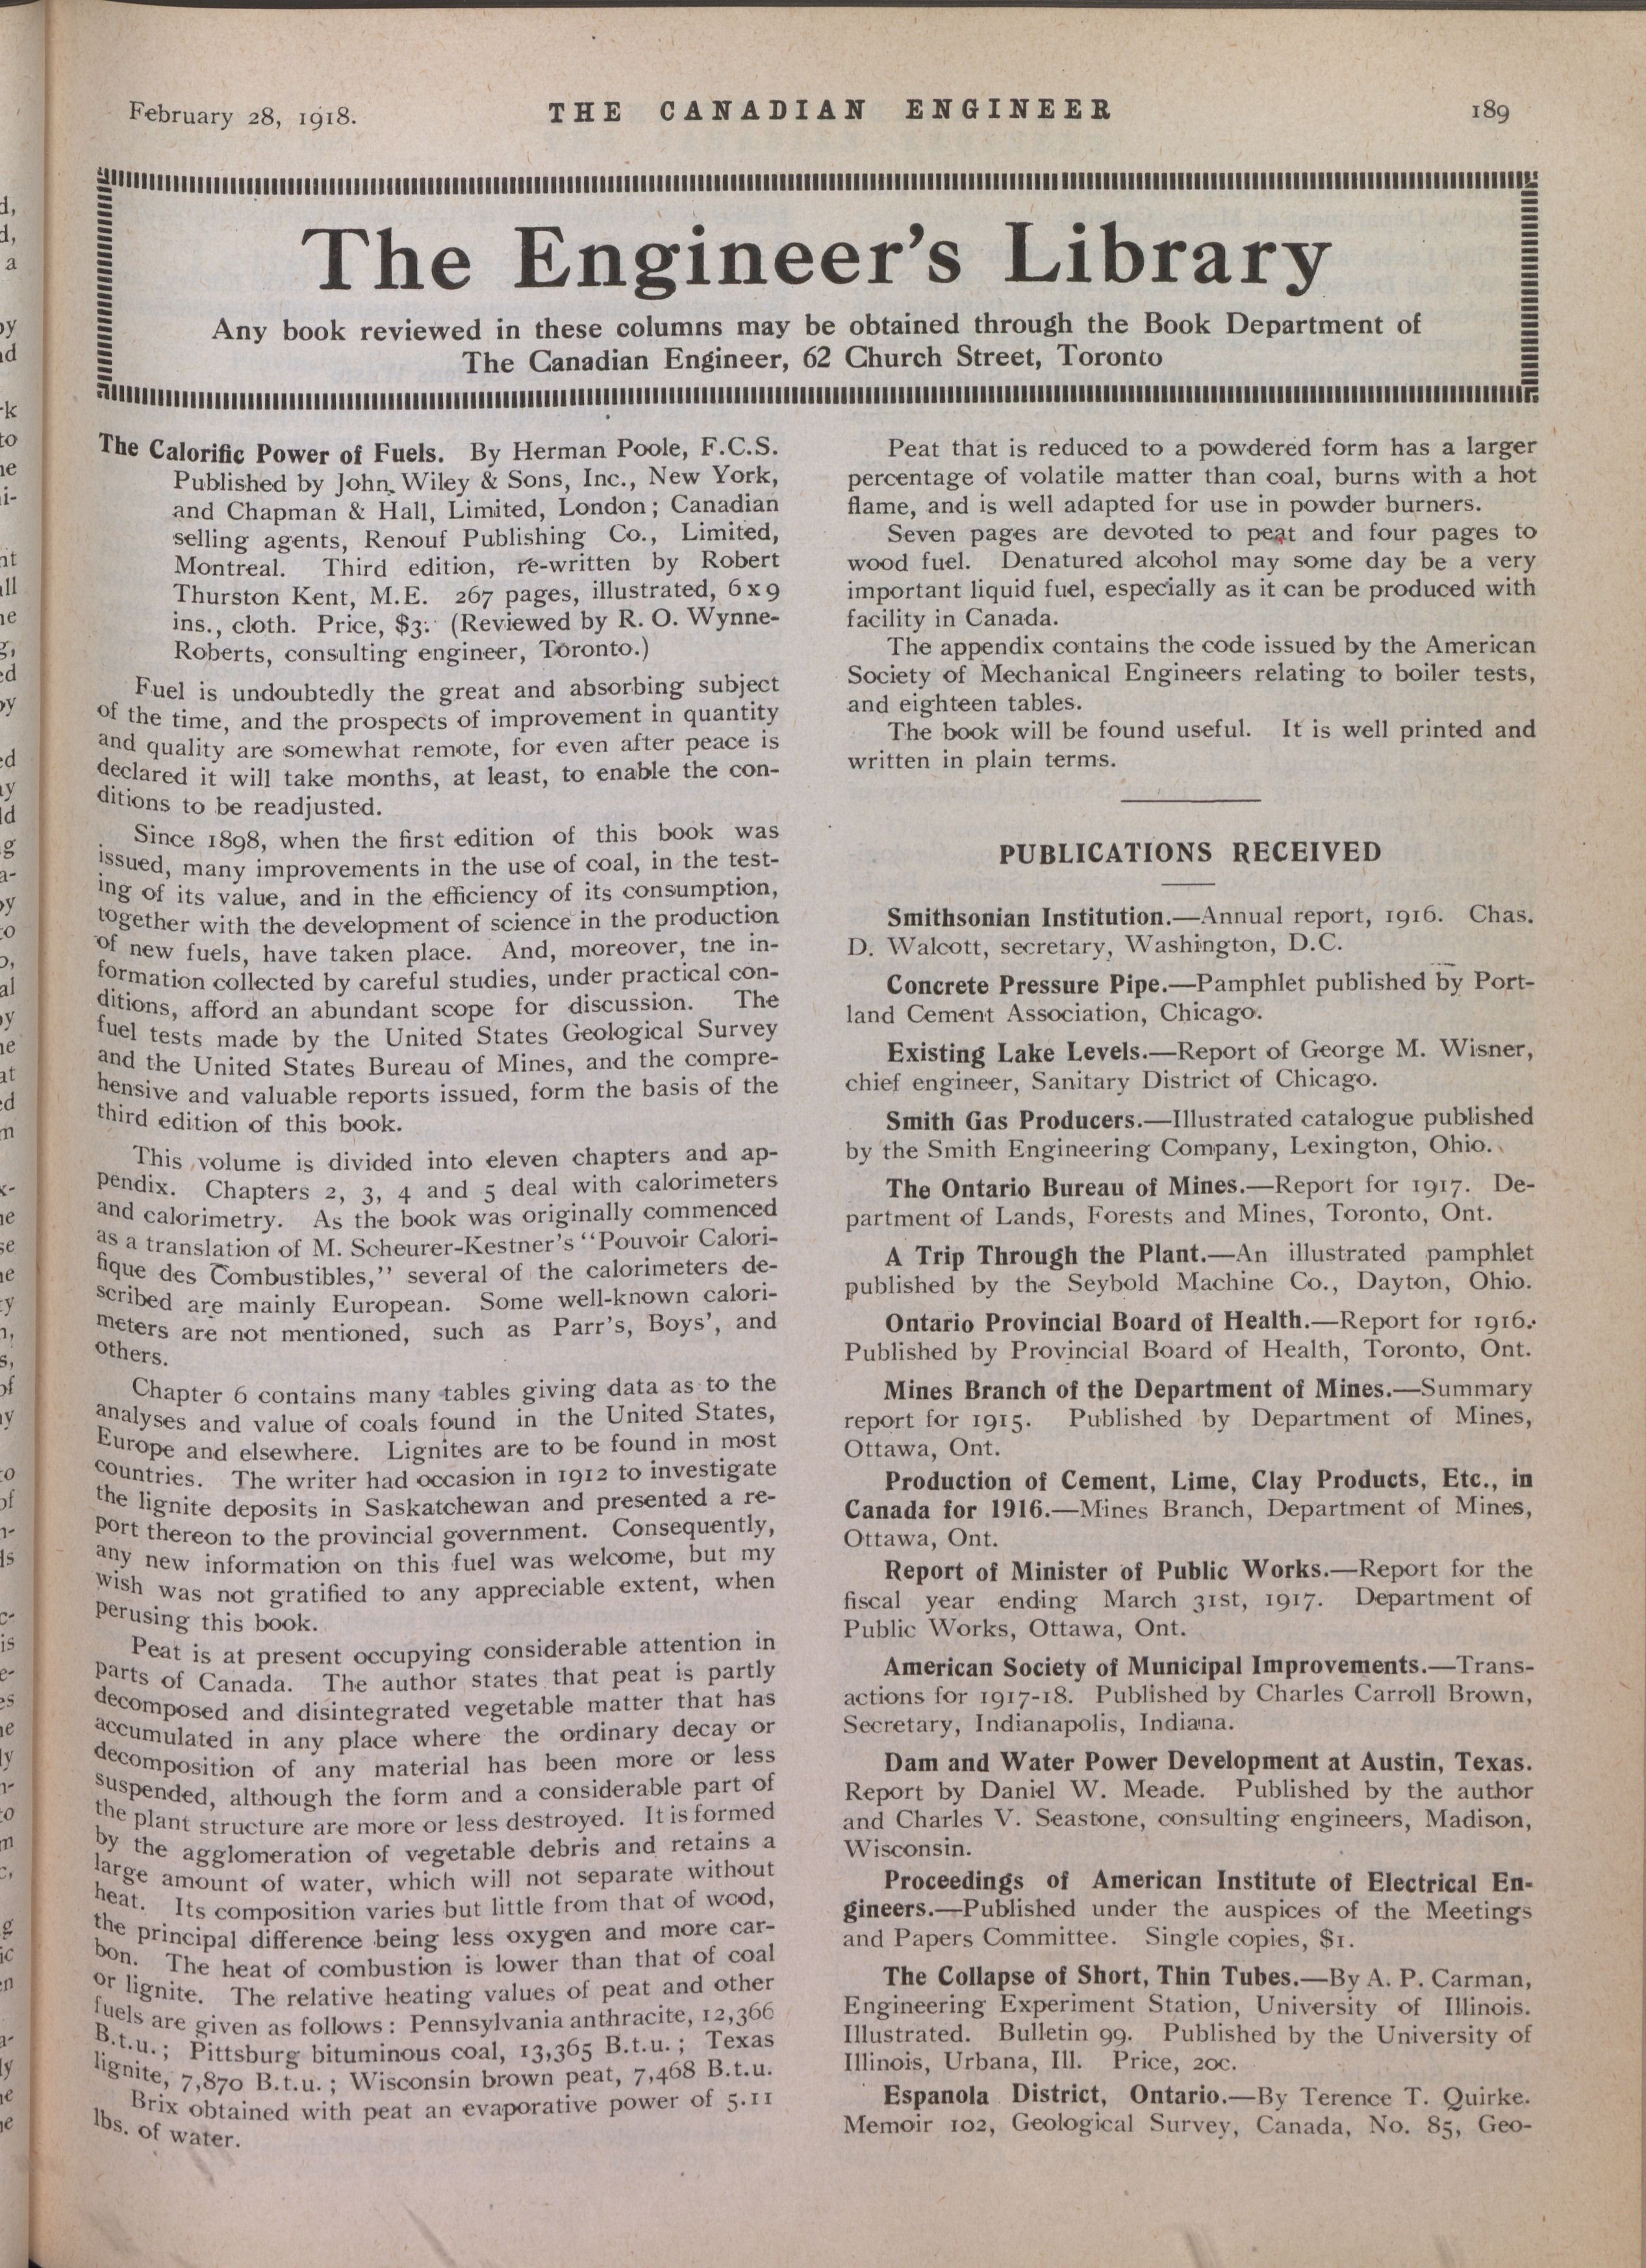 February 28, 1918.
THE CANADIAN ENGINEER
189
The Engineer's Library
Any book reviewed in these columns may be obtained through the Book Department of
The Canadian Engineer, 62 Church Street, Toronto
The Calorific Power of Fuels. By Herman Poole, F.C.S.
Published by John Wiley & Sons, Inc., New York,
and Chapman & Hall, Limited, London; Canadian
selling agents, Renouf Publishing Co., Limited,
Montreal. Third edition, re-written by Robert
Thurston Kent, M.E. 267 pages, illustrated, 6 x 9
ins., cloth. Price, $3. (Reviewed by R. O. Wynne-
Roberts, consulting engineer, Toronto.)
Fuel is undoubtedly the great and absorbing subject
of the time, and the prospects of improvement in quantity
and quality are somewhat remote, for even after peace is
declared it will take months, at least, to enable the con-
ditions to be readjusted.
Since 1898, when the first edition of this book was
issued, many improvements in the use of coal, in the test-
ing of its value, and in the efficiency of its consumption,
together with the development of science in the production
of new fuels, have taken place. And, moreover, tne in-
formation collected by careful studies, under practical con-
ditions, afford an abundant scope for discussion. The
fuel tests made by the United States Geological Survey
and the United States Bureau of Mines, and the compre-
hensive and valuable reports issued, form the basis of the
third edition of this book.
This volume is divided into eleven chapters and ap-
pendix. Chapters 2, 3, 4 and 5 deal with calorimeters
and calorimetry. As the book was originally commenced
as a translation of M. Scheurer-Kestner's "Pouvoir Calori-
fique des Combustibles," several of the calorimeters de-
scribed are mainly European. Some well-known calori-
meters are not mentioned, such as Parr's, Boys', and
others.
Chapter 6 contains many tables giving data as to the
analyses and value of coals found in the United States,
Europe and elsewhere. Lignites are to be found in most
countries. The writer had occasion in 1912 to investigate
the lignite deposits in Saskatchewan and presented a re-
port thereon to the provincial government. Consequently,
any new information on this fuel was welcome, but my
wish was not gratified to any appreciable extent, when
perusing this book.
Peat is at present occupying considerable attention in
parts of Canada. The author states that peat is partly
decomposed and disintegrated vegetable matter that has
accumulated in any place where the ordinary decay or
decomposition of any material has been more or less
suspended, although the form and a considerable part of
the plant structure are more or less destroyed. It is formed
by the agglomeration of vegetable debris and retains a
large amount of water, which will not separate without
heat. Its composition varies but little from that of wood,
the principal difference being less oxygen and more car-
bon. The heat of combustion is lower than that of coal
or lignite. The relative heating values of peat and other
fuels are given as follows: Pennsylvania anthracite, 12,366
B.t.u.; Pittsburg bituminous coal, 13,365 B.t.u.; Texas
lignite, 7,870 B.t.u.; Wisconsin brown peat, 7,468 B.t.u.
Brix obtained with peat an evaporative power of 5.11
lbs. of water.
Peat that is reduced to a powdered form has a larger
percentage of volatile matter than coal, burns with a hot
flame, and is well adapted for use in powder burners.
Seven pages are devoted to peat and four pages to
wood fuel. Denatured alcohol may some day be a very
important liquid fuel, especially as it can be produced with
facility in Canada.
The appendix contains the code issued by the American
Society of Mechanical Engineers relating to boiler tests,
and eighteen tables.
The book will be found useful. It is well printed and
written in plain terms.
PUBLICATIONS RECEIVED
Smithsonian Institution.—Annual report, 1916. Chas.
D. Walcott, secretary, Washington, D.C.
Concrete Pressure Pipe.—Pamphlet published by Port-
land Cement Association, Chicago.
Existing Lake Levels.—Report of George M. Wisner,
chief engineer, Sanitary District of Chicago.
Smith Gas Producers.—Illustrated catalogue published
by the Smith Engineering Company, Lexington, Ohio.
The Ontario Bureau of Mines.—Report for 1917. De-
partment of Lands, Forests and Mines, Toronto, Ont.
A Trip Through the Plant.—An illustrated pamphlet
published by the Seybold Machine Co., Dayton, Ohio.
Ontario Provincial Board of Health.—Report for 1916.
Published by Provincial Board of Health, Toronto, Ont.
Mines Branch of the Department of Mines.—Summary
report for 1915. Published by Department of Mines,
Ottawa, Ont.
Production of Cement, Lime, Clay Products, Etc., in
Canada for 1916.—Mines Branch, Department of Mines,
Ottawa, Ont.
Report of Minister of Public Works.—Report for the
fiscal year ending March 31st, 1917. Department of
Public Works, Ottawa, Ont.
American Society of Municipal Improvements.—Trans-
actions for 1917-18. Published by Charles Carroll Brown,
Secretary, Indianapolis, Indiana.
Dam and Water Power Development at Austin, Texas.
Report by Daniel W. Meade. Published by the author
and Charles V. Seastone, consulting engineers, Madison,
Wisconsin.
Proceedings of American Institute of Electrical En-
gineers.—Published under the auspices of the Meetings
and Papers Committee. Single copies, $1.
The Collapse of Short, Thin Tubes.—By A. P. Carman,
Engineering Experiment Station, University of Illinois.
Illustrated. Bulletin 99. Published by the University of
Illinois, Urbana, Ill. Price, 20c.
Espanola District, Ontario.—By Terence T. Quirke.
Memoir 102, Geological Survey, Canada, No. 85, Geo-